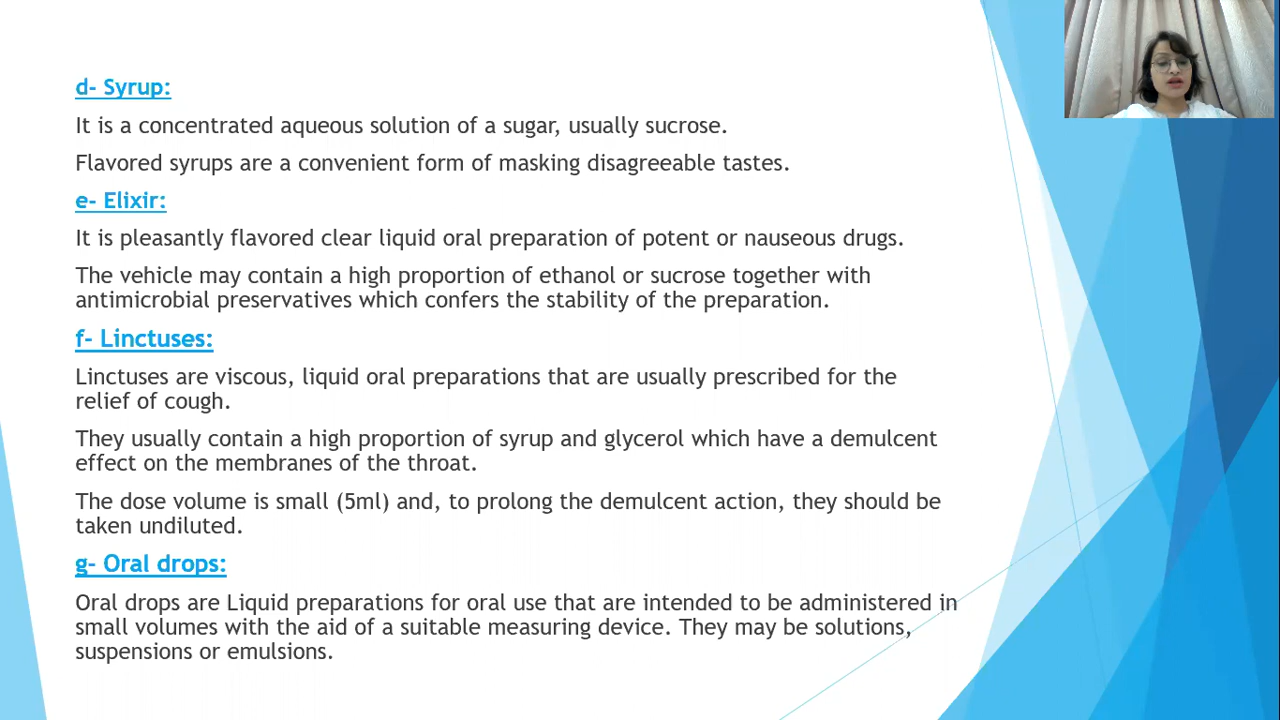 d- Syrup:
It is a concentrated aqueous solution of a sugar, usually sucrose.
Flavored syrups are a convenient form of masking disagreeable tastes.
e- Elixir:
It is pleasantly flavored clear liquid oral preparation of potent or nauseous drugs.
The vehicle may contain a high proportion of ethanol or sucrose together with
antimicrobial preservatives which confers the stability of the preparation.
f- Linctuses:
Linctuses are viscous, liquid oral preparations that are usually prescribed for the
relief of cough.
They usually contain a high proportion of syrup and glycerol which have a demulcent
effect on the membranes of the throat.
The dose volume is small (5ml) and, to prolong the demulcent action, they should be
taken undiluted.
g- Oral drops:
Oral drops are Liquid preparations for oral use that are intended to be administered in
small volumes with the aid of a suitable measuring device. They may be solutions,
suspensions or emulsions.